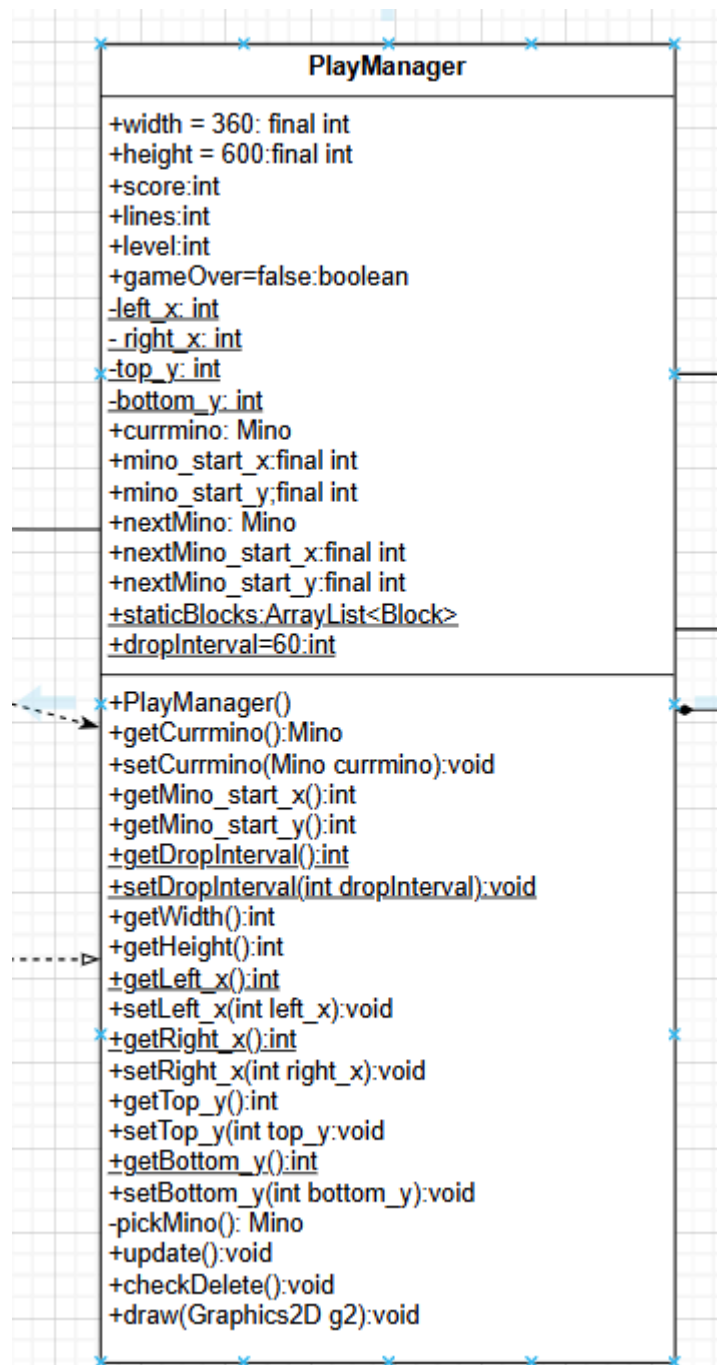 PlayManager
+width = 360: final int
+height = 600:final int
+score:int
+lines:int
+level:int
+gameOver=false:boolean
-left_x: int
- right_x: int
-top_y: int
-bottom_y: int
+currmino: Mino
+mino_start_x:final int
+mino_start_y;final int
+nextMino: Mino
+nextMino_start_x:final int
+nextMino_start_y:final int
+staticBlocks:ArrayList<Block>
+dropInterval=60:int
+PlayManager()
+getCurrmino():Mino
+setCurrmino(Mino currmino):void
+getMino_start_x():int
+getMino_start_y():int
+getDropInterval():int
+setDropInterval(int dropInterval):void
+getWidth():int
+getHeight():int
+getLeft_x():int
+setLeft_x(int left_x):void
+getRight_x():int
+setRight_x(int right_x):void
+getTop_y():int
+setTop_y(int top_y:void
+getBottom_y():int
+setBottom_y(int bottom_y):void
-pickMino(): Mino
+update():void
+checkDelete():void
+draw(Graphics2D g2):void